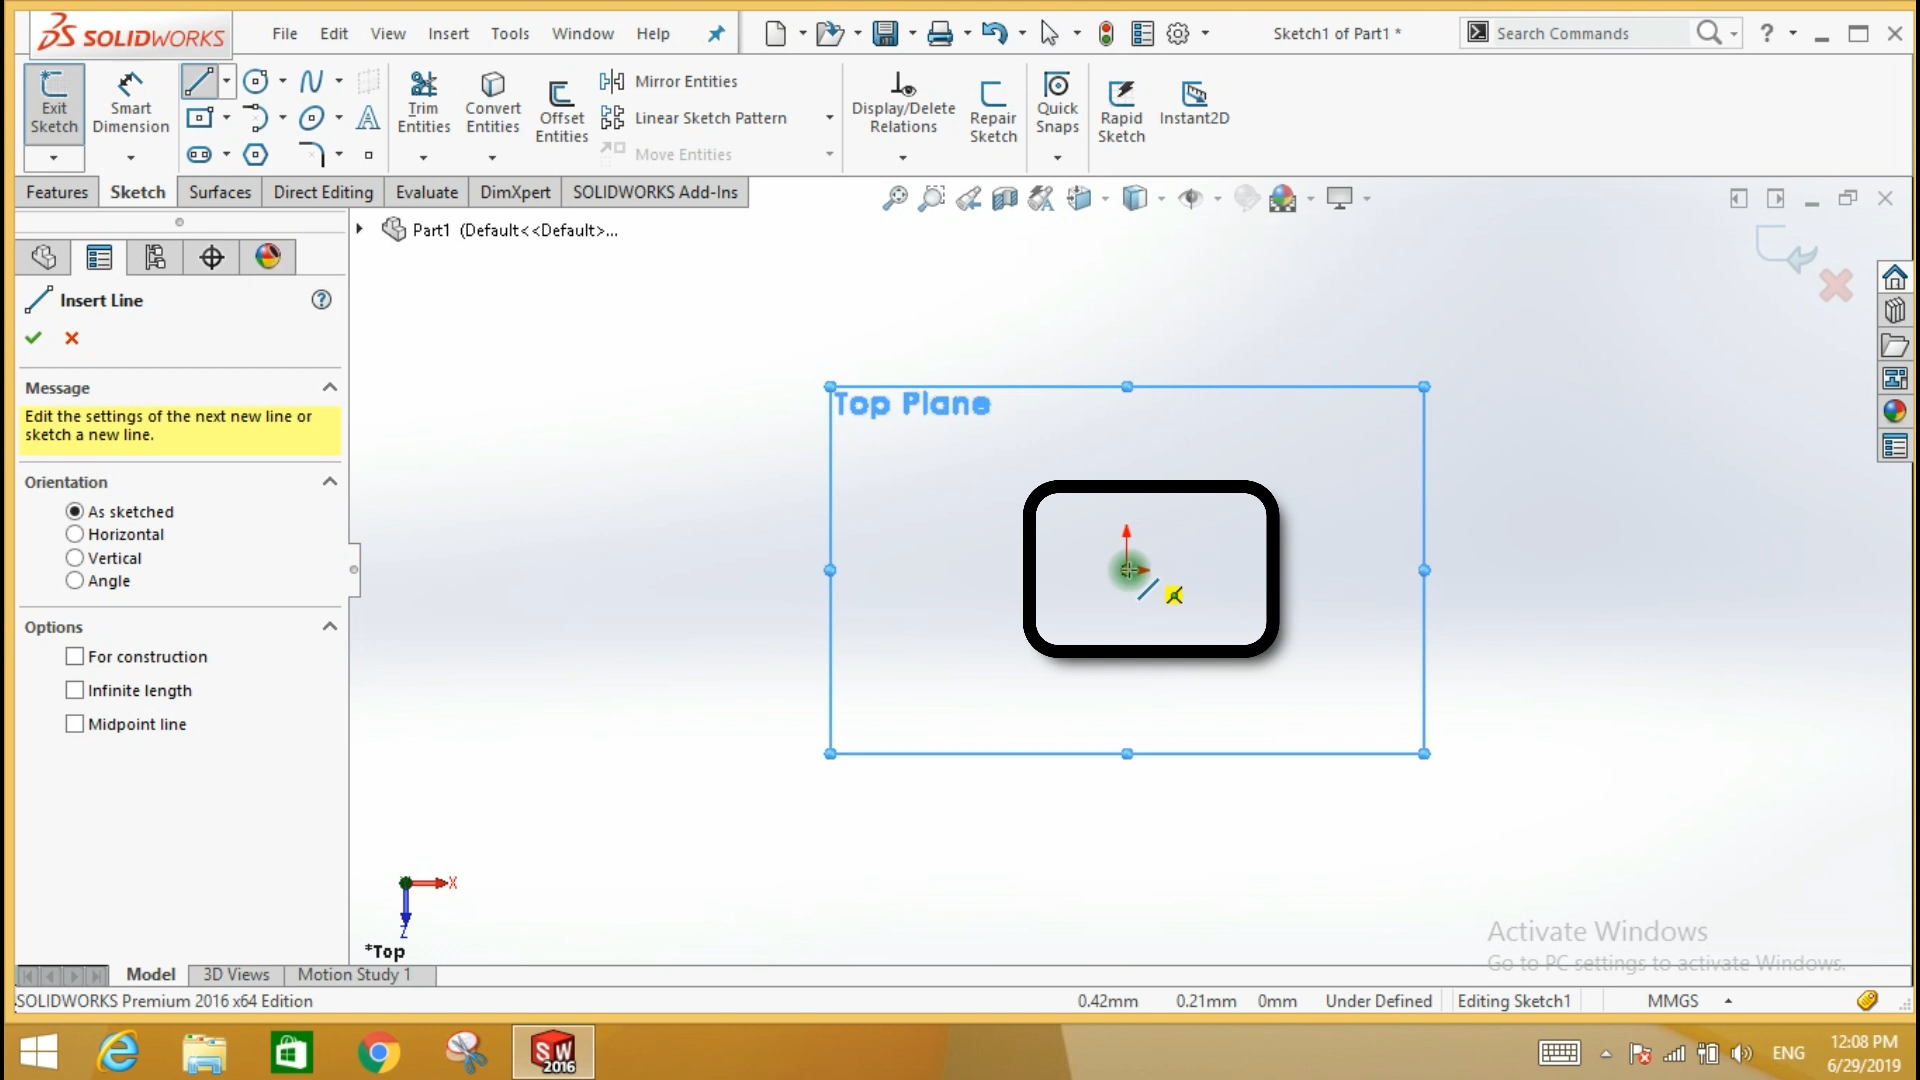 SOLIDWORKS
File Edit View Insert Tools Window Help
Sketch1 of Part1 *
Search Commands
?
Exit Sketch
Smart Dimension
Trim Entities
Convert Entities
Offset Entities
Mirror Entities
Linear Sketch Pattern
Move Entities
Display/Delete Relations
Repair Sketch
Quick Snaps
Rapid Sketch
Instant2D
Features Sketch Surfaces Direct Editing Evaluate DimXpert SOLIDWORKS Add-Ins
Part1 (Default<<Default>...
Insert Line
?
Message
Edit the settings of the next new line or
sketch a new line.
Orientation
As sketched
Horizontal
Vertical
Angle
Options
For construction
Infinite length
Midpoint line
Top Plane
X
Z
*Top
Activate Windows
Go to PC settings to activate Windows.
Model 3D Views Motion Study 1
SOLIDWORKS Premium 2016 x64 Edition
0.42mm 0.21mm 0mm Under Defined Editing Sketch1 MMGS
SW 2016
ENG
12:08 PM
6/29/2019